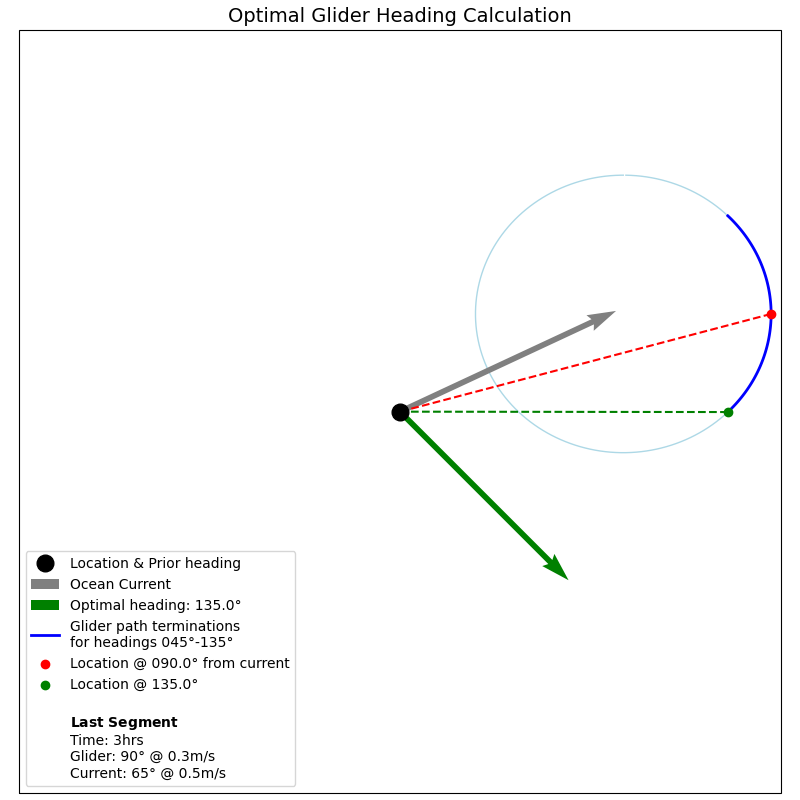 Optimal Glider Heading Calculation
Location & Prior heading
Ocean Current
Optimal heading: 135.0°
Glider path terminations
for headings 045°-135°
Location @ 090.0° from current
Location @ 135.0°
Last Segment
Time: 3hrs
Glider: 90° @ 0.3m/s
Current: 65° @ 0.5m/s